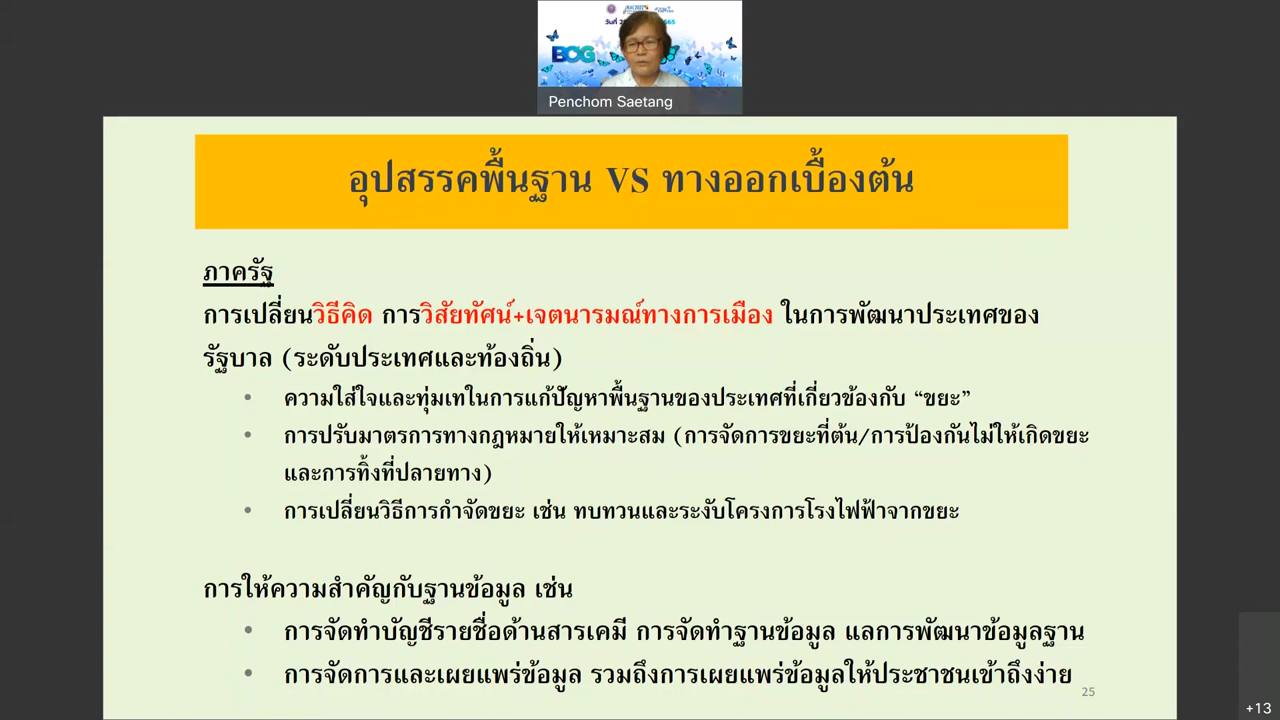 วันที่
BCG
Penchom Saetang
อุปสรรคพื้นฐาน VS ทางออกเบื้องต้น
ภาครัฐ
การเปลี่ยนวิธีคิด การวิสัยทัศน์+เจตนารมณ์ทางการเมือง ในการพัฒนาประเทศของ
รัฐบาล (ระดับประเทศและท้องถิ่น)
• ความใส่ใจและทุ่มเทในการแก้ปัญหาพื้นฐานของประเทศที่เกี่ยวข้องกับ “ขยะ”
• การปรับมาตรการทางกฎหมายให้เหมาะสม (การจัดการขยะที่ต้น/การป้องกันไม่ให้เกิดขยะ
และการทิ้งที่ปลายทาง)
• การเปลี่ยนวิธีการกำจัดขยะ เช่น ทบทวนและระงับโครงการโรงไฟฟ้าจากขยะ
การให้ความสำคัญกับฐานข้อมูล เช่น
• การจัดทำบัญชีรายชื่อด้านสารเคมี การจัดทำฐานข้อมูล แลการพัฒนาข้อมูลฐาน
• การจัดการและเผยแพร่ข้อมูล รวมถึงการเผยแพร่ข้อมูลให้ประชาชนเข้าถึงง่าย
25
+13